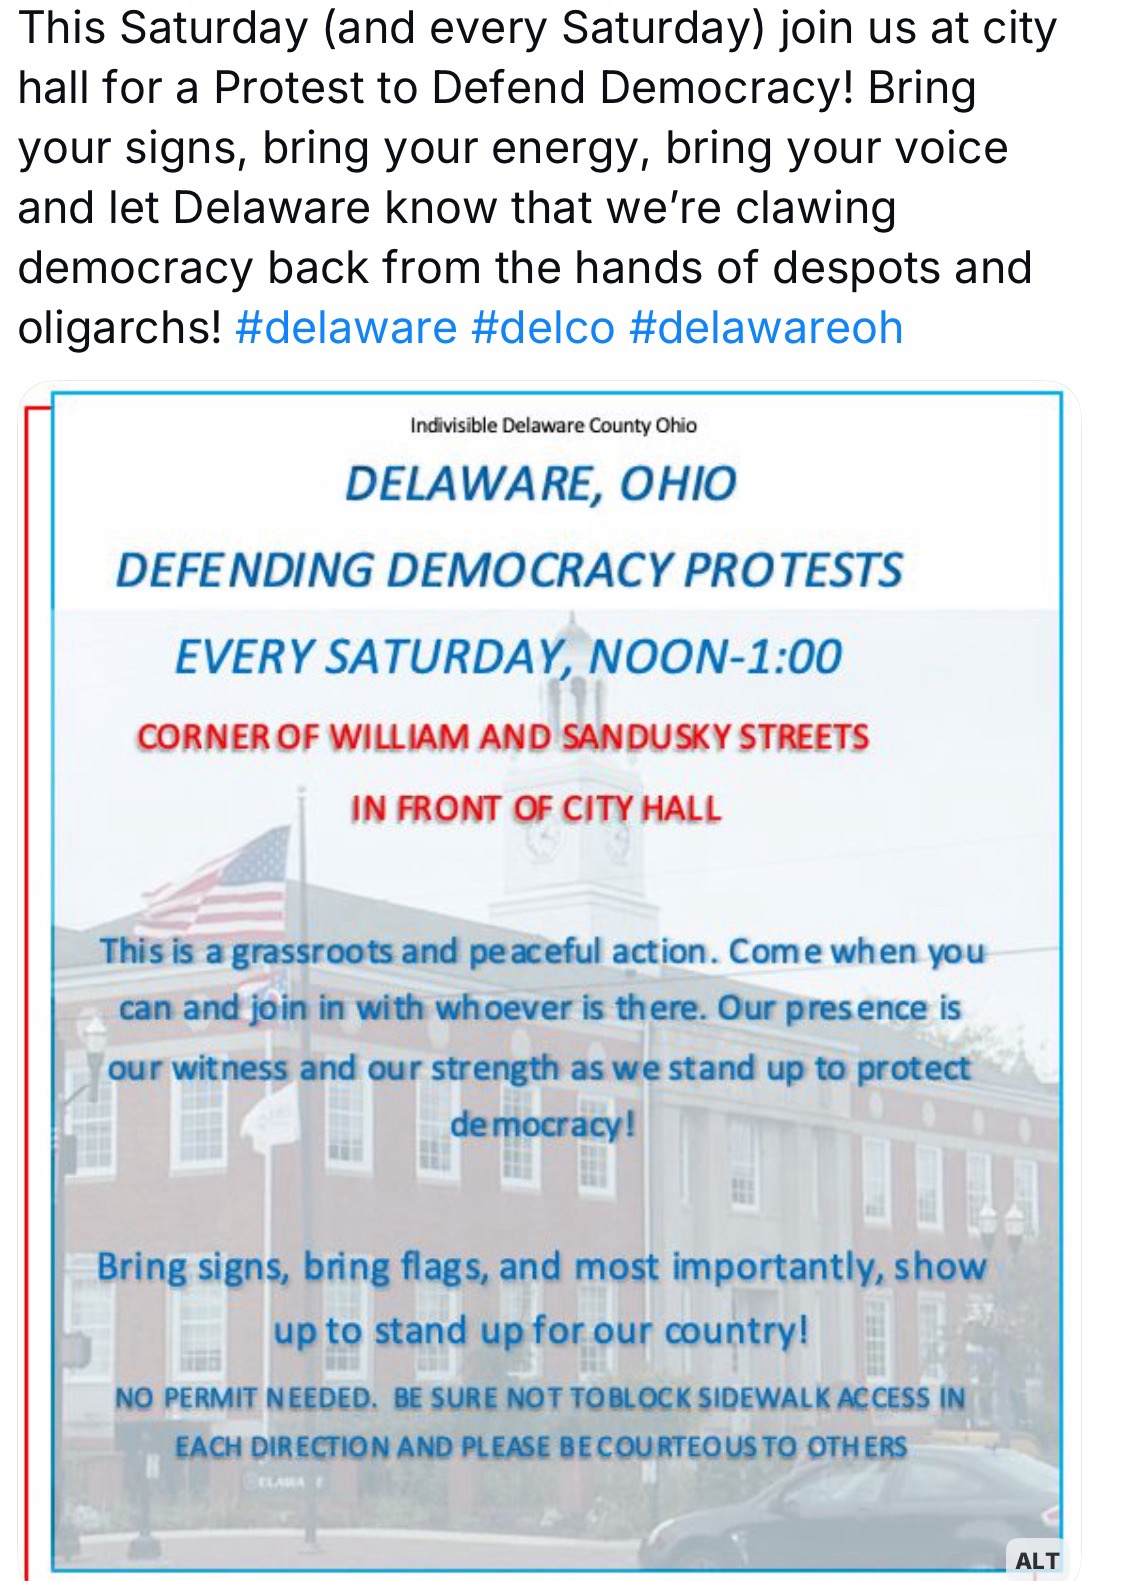 This Saturday (and every Saturday) join us at city
hall for a Protest to Defend Democracy! Bring
your signs, bring your energy, bring your voice
and let Delaware know that we’re clawing
democracy back from the hands of despots and
oligarchs! #delaware #delco #delawareoh
Indivisible Delaware County Ohio
DELAWARE, OHIO
DEFENDING DEMOCRACY PROTESTS
EVERY SATURDAY, NOON-1:00
CORNER OF WILLIAM AND SANDUSKY STREETS
IN FRONT OF CITY HALL
This is a grassroots and peaceful action. Come when you
can and join in with whoever is there. Our presence is
our witness and our strength as we stand up to protect
democracy!
Bring signs, bring flags, and most importantly, show
up to stand up for our country!
NO PERMIT NEEDED. BE SURE NOT TO BLOCK SIDEWALK ACCESS IN
EACH DIRECTION AND PLEASE BE COURTEOUS TO OTHERS
ALT